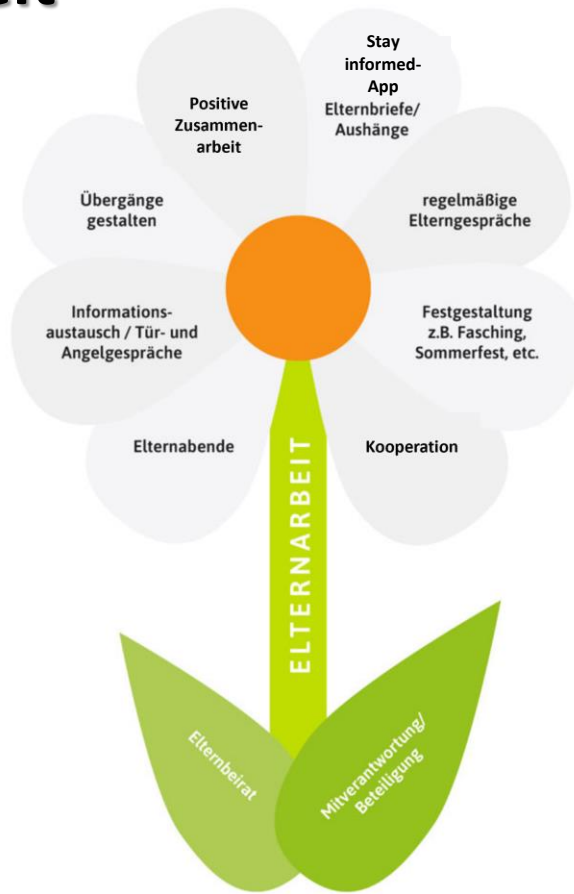 Stay
informed-
App
Elternbriefe/
Aushänge
Positive
Zusammen-
arbeit
Übergänge
gestalten
regelmäßige
Elterngespräche
Informations-
austausch / Tür- und
Angelgespräche
Festgestaltung
z.B. Fasching,
Sommerfest, etc.
Elternabende
Kooperation
ELTERNARBEIT
Elternbeirat
Mitverantwortung/
Beteiligung